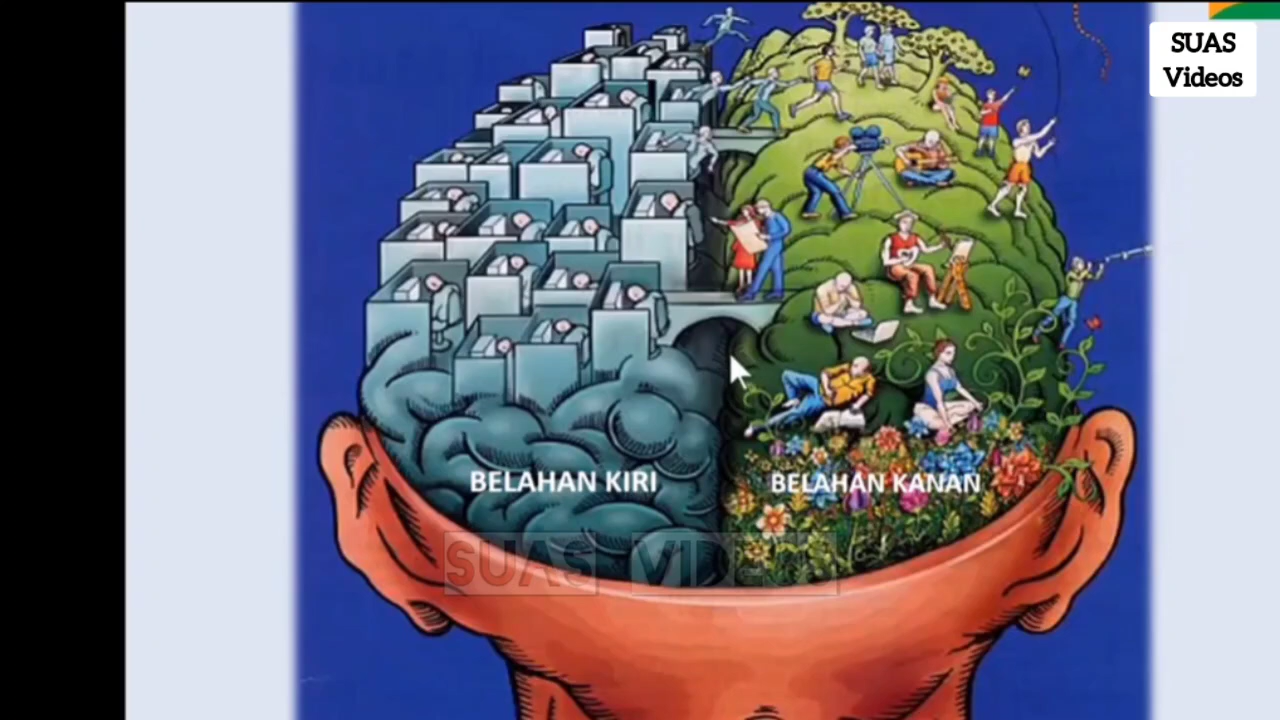 SUAS
Videos
BELAHAN KIRI
BELAHAN KANAN
SUAS VIDEOS